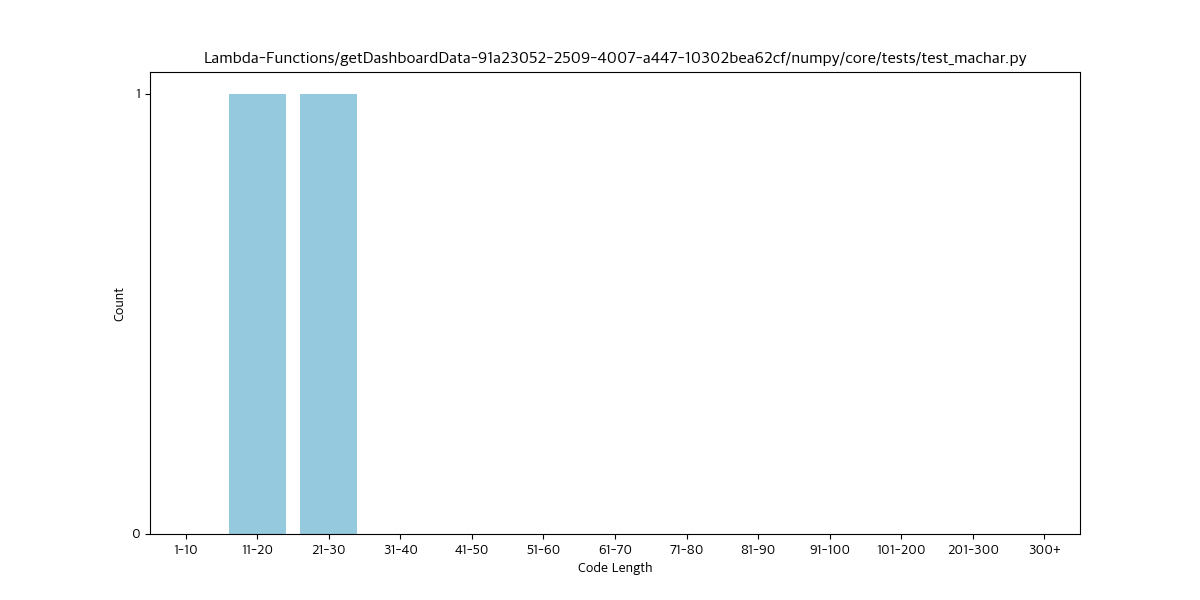 Lambda-Functions/getDashboardData-91a23052-2509-4007-a447-10302bea62cf/numpy/core/tests/test_machar.py
1
Count
0
1-10 11-20 21-30 31-40 41-50 51-60 61-70 71-80 81-90 91-100 101-200 201-300 300+
Code Length